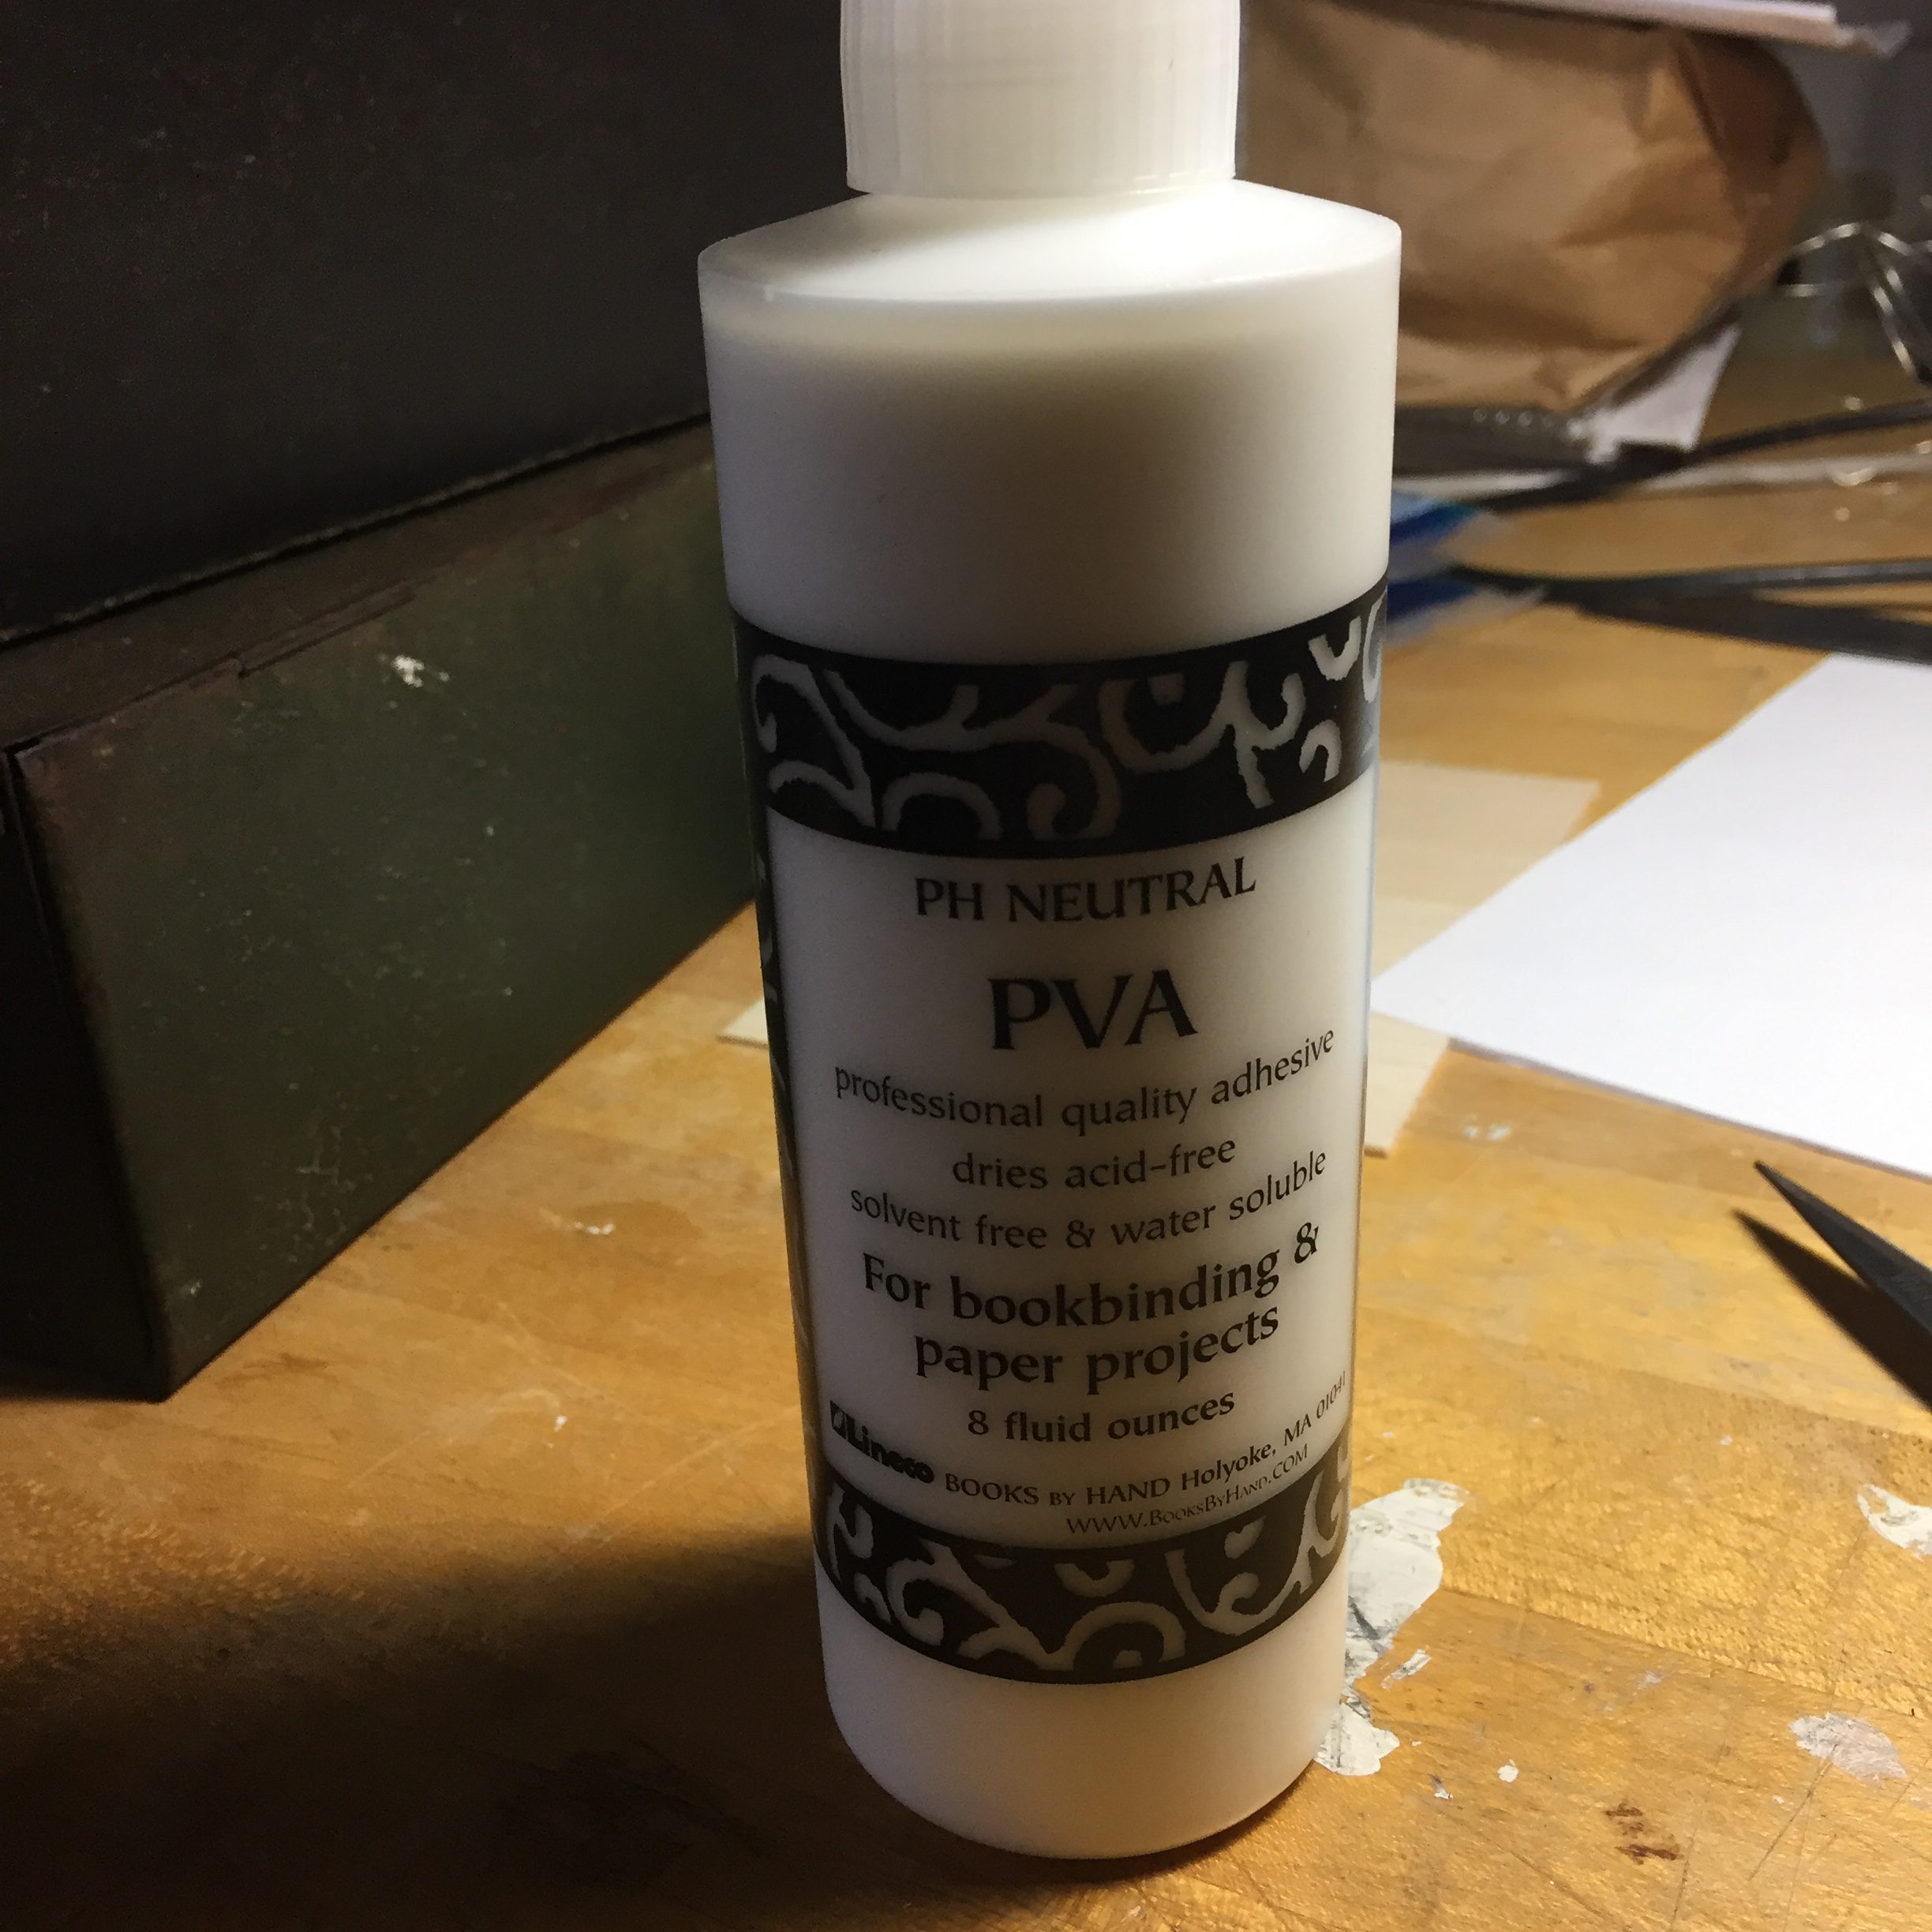 PH NEUTRAL
PVA
professional quality adhesive
dries acid-free
solvent free & water soluble
For bookbinding &
paper projects
8 fluid ounces
Lineco BOOKS BY HAND Holyoke, MA 01041
WWW.BOOKSBYHAND.COM